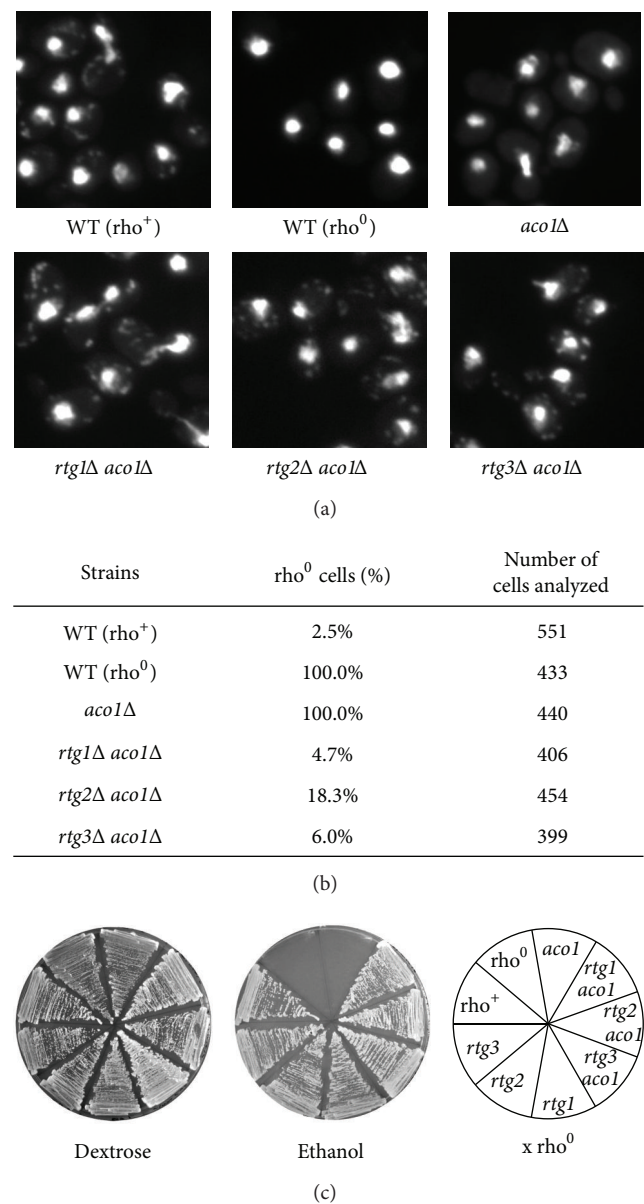 WT (rho⁺) WT (rho⁰) aco1Δ
rtg1Δ aco1Δ rtg2Δ aco1Δ rtg3Δ aco1Δ
(a)
Strains rho⁰ cells (%) Number of cells analyzed
WT (rho⁺) 2.5% 551
WT (rho⁰) 100.0% 433
aco1Δ 100.0% 440
rtg1Δ aco1Δ 4.7% 406
rtg2Δ aco1Δ 18.3% 454
rtg3Δ aco1Δ 6.0% 399
(b)
rho⁺
rho⁰
aco1
rtg1
aco1
rtg2
aco1
rtg3
aco1
rtg1
rtg2
rtg3
Dextrose Ethanol x rho⁰
(c)